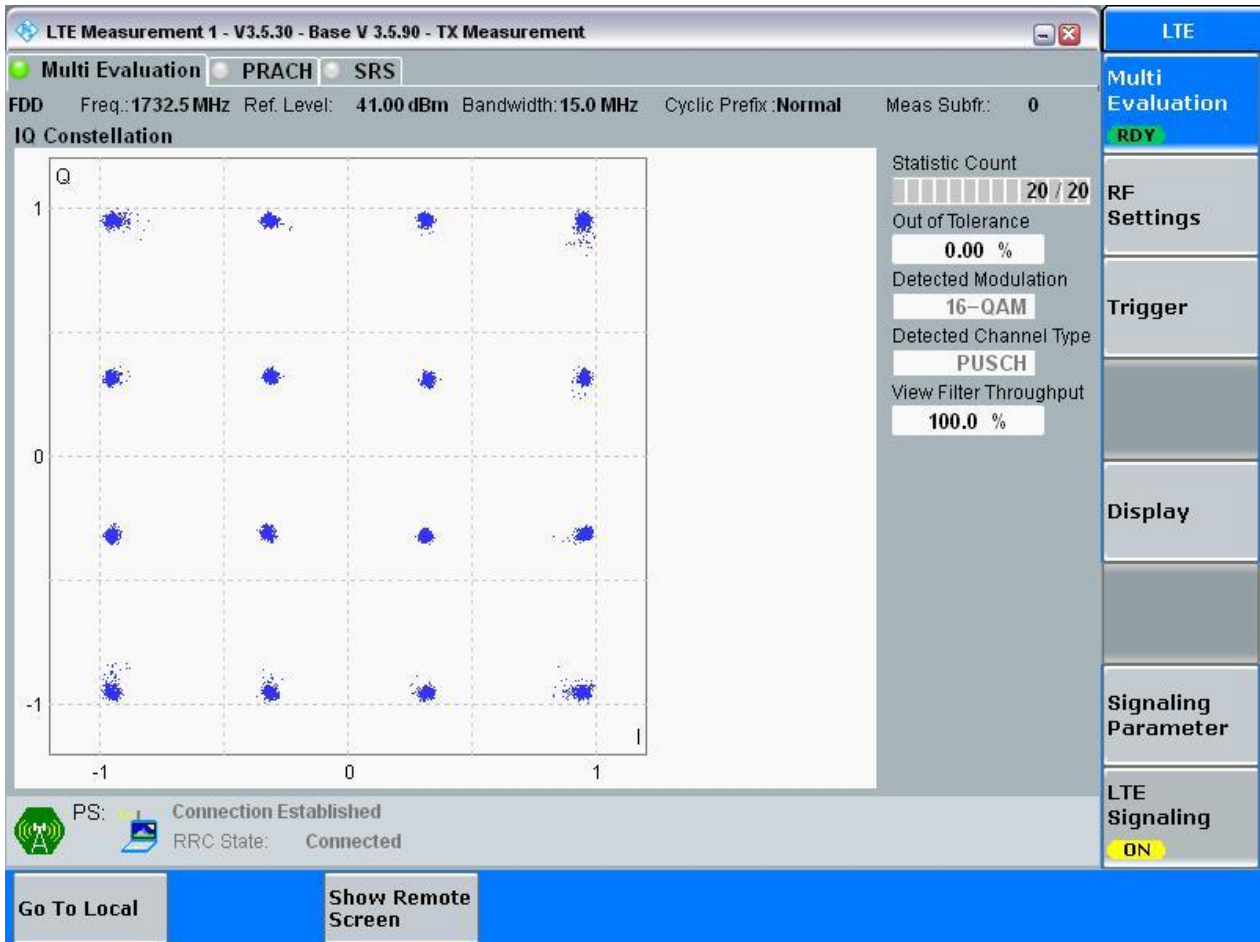 LTE Measurement 1 - V3.5.30 - Base V 3.5.90 - TX Measurement
LTE
Multi Evaluation PRACH SRS
FDD Freq.: 1732.5 MHz Ref. Level: 41.00 dBm Bandwidth: 15.0 MHz Cyclic Prefix :Normal Meas Subfr.: 0
IQ Constellation
Q
1
0
-1
-1 0 1
I
Statistic Count
20 / 20
Out of Tolerance
0.00 %
Detected Modulation
16-QAM
Detected Channel Type
PUSCH
View Filter Throughput
100.0 %
Multi
Evaluation
RDY
RF
Settings
Trigger
Display
Signaling
Parameter
LTE
Signaling
ON
PS: Connection Established
RRC State: Connected
Go To Local
Show Remote
Screen